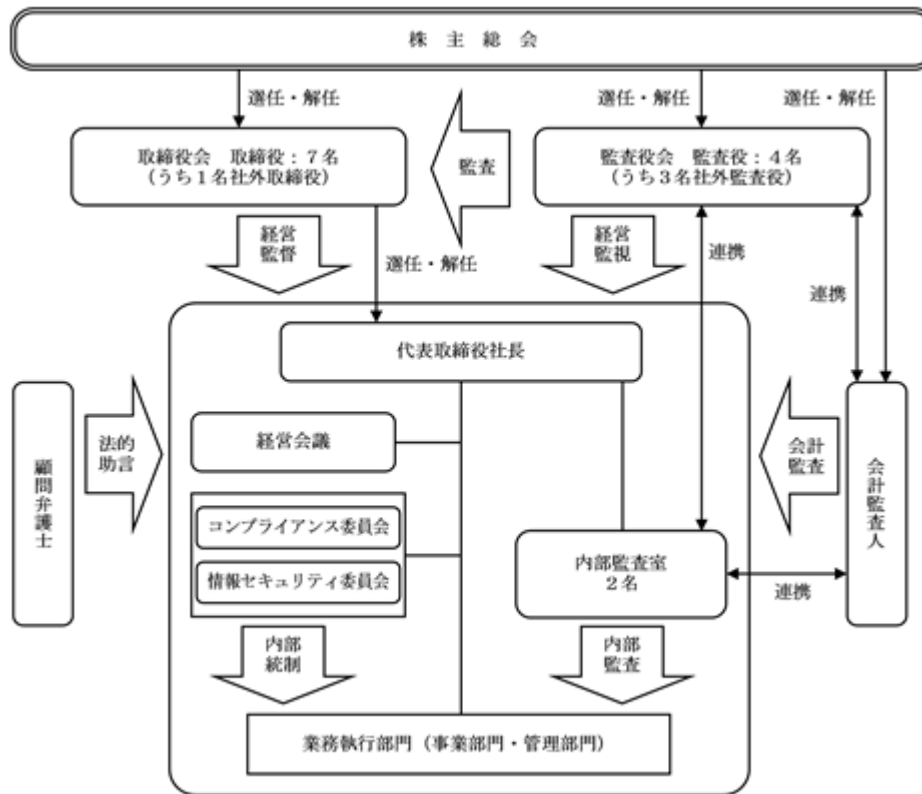 株主総会
選任・解任
選任・解任
選任・解任
取締役会 取締役：７名
（うち１名社外取締役）
監査
監査役会 監査役：４名
（うち３名社外監査役）
経営
監督
選任・解任
経営
監視
連携
連携
代表取締役社長
顧問弁護士
法的
助言
経営会議
会計
監査
会計監査人
コンプライアンス委員会
情報セキュリティ委員会
内部監査室
２名
連携
内部
統制
内部
監査
業務執行部門（事業部門・管理部門）